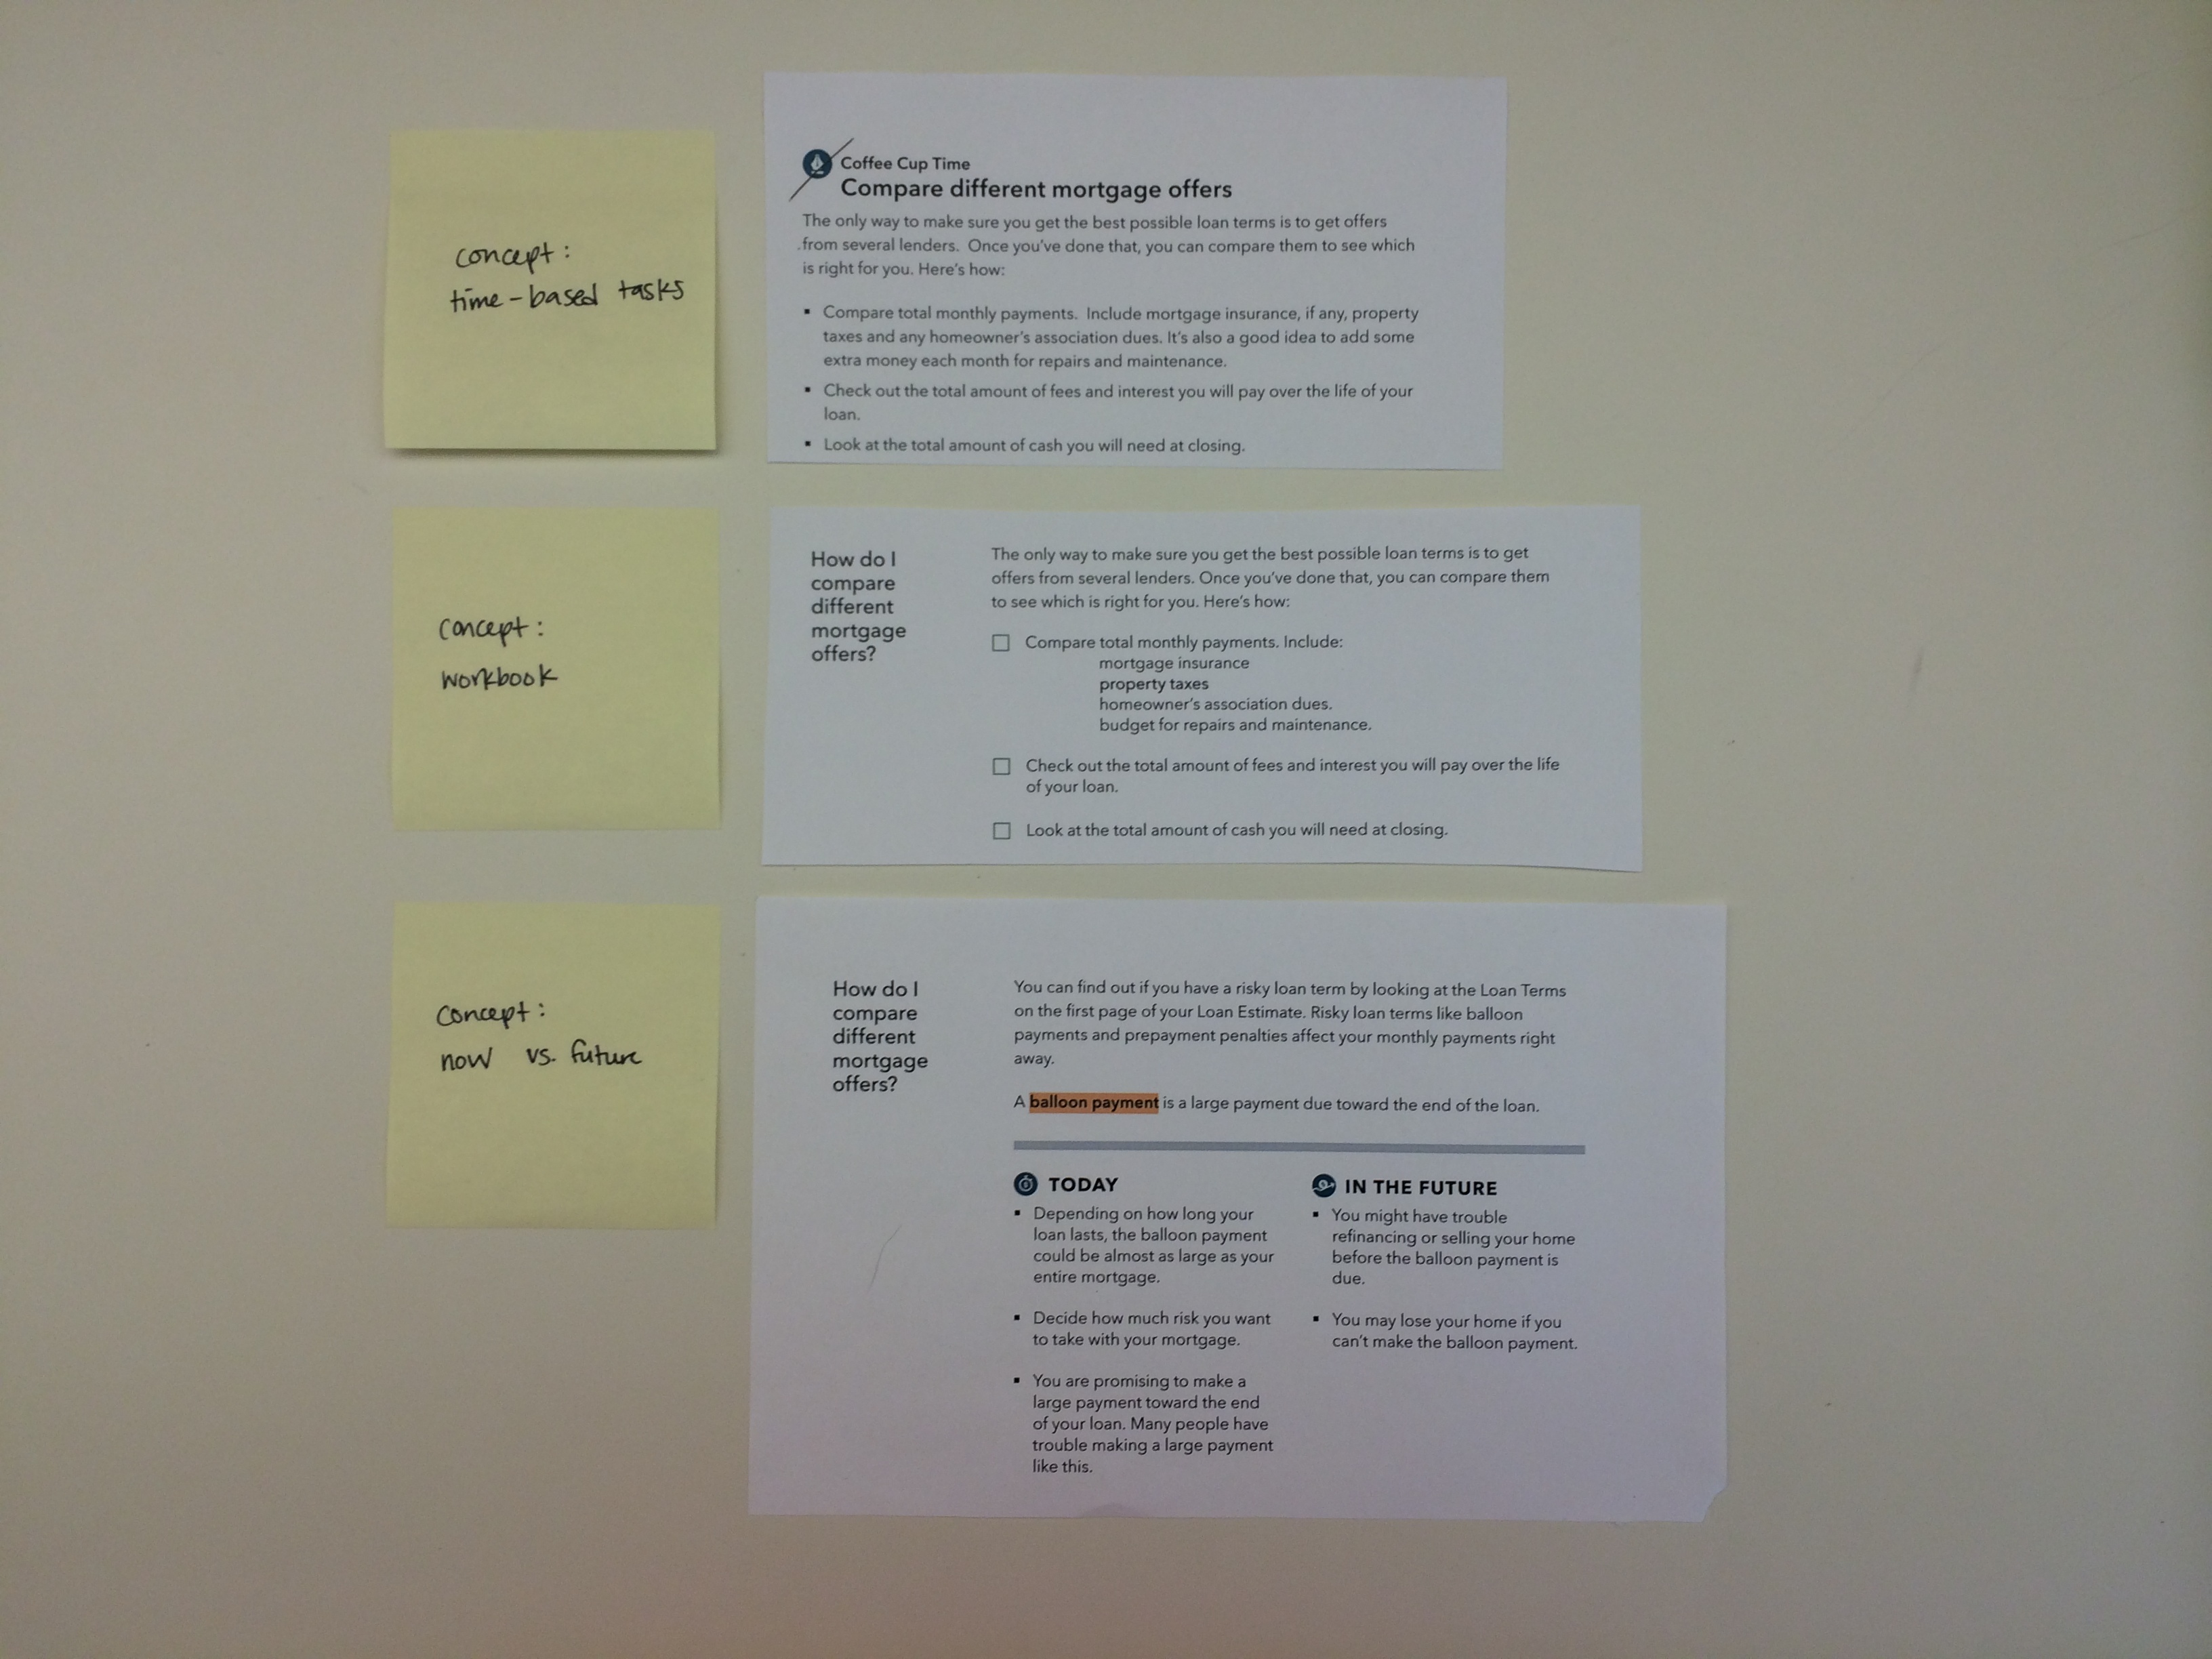 concept:
time-based tasks
Coffee Cup Time
Compare different mortgage offers
The only way to make sure you get the best possible loan terms is to get offers
from several lenders. Once you've done that, you can compare them to see which
is right for you. Here's how:
▪ Compare total monthly payments. Include mortgage insurance, if any, property
taxes and any homeowner's association dues. It's also a good idea to add some
extra money each month for repairs and maintenance.
▪ Check out the total amount of fees and interest you will pay over the life of your
loan.
▪ Look at the total amount of cash you will need at closing.
concept:
workbook
How do I
compare
different
mortgage
offers?
The only way to make sure you get the best possible loan terms is to get
offers from several lenders. Once you've done that, you can compare them
to see which is right for you. Here's how:
☐ Compare total monthly payments. Include:
mortgage insurance
property taxes
homeowner's association dues.
budget for repairs and maintenance.
☐ Check out the total amount of fees and interest you will pay over the life
of your loan.
☐ Look at the total amount of cash you will need at closing.
concept:
now vs. future
How do I
compare
different
mortgage
offers?
You can find out if you have a risky loan term by looking at the Loan Terms
on the first page of your Loan Estimate. Risky loan terms like balloon
payments and prepayment penalties affect your monthly payments right
away.
A balloon payment is a large payment due toward the end of the loan.
TODAY
▪ Depending on how long your
loan lasts, the balloon payment
could be almost as large as your
entire mortgage.
▪ Decide how much risk you want
to take with your mortgage.
▪ You are promising to make a
large payment toward the end
of your loan. Many people have
trouble making a large payment
like this.
IN THE FUTURE
▪ You might have trouble
refinancing or selling your home
before the balloon payment is
due.
▪ You may lose your home if you
can't make the balloon payment.